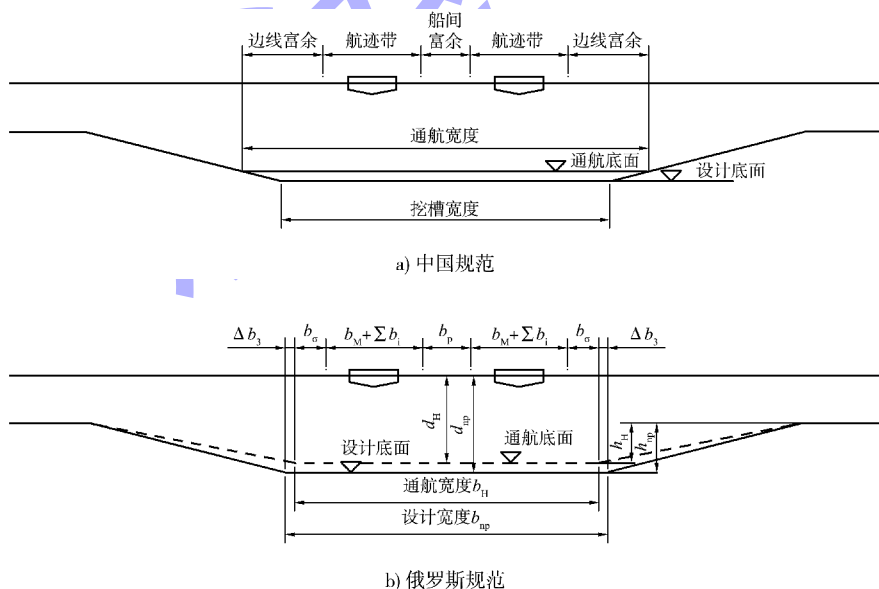 船间
边线富余 航迹带 富余 航迹带 边线富余
通航宽度
通航底面
设计底面
挖槽宽度
a) 中国规范
Δb₃ bσ bM+∑bi bp bM+∑bi bσ Δb₃
dH dnp hH hnp
设计底面 通航底面
通航宽度bH
设计宽度bnp
b) 俄罗斯规范